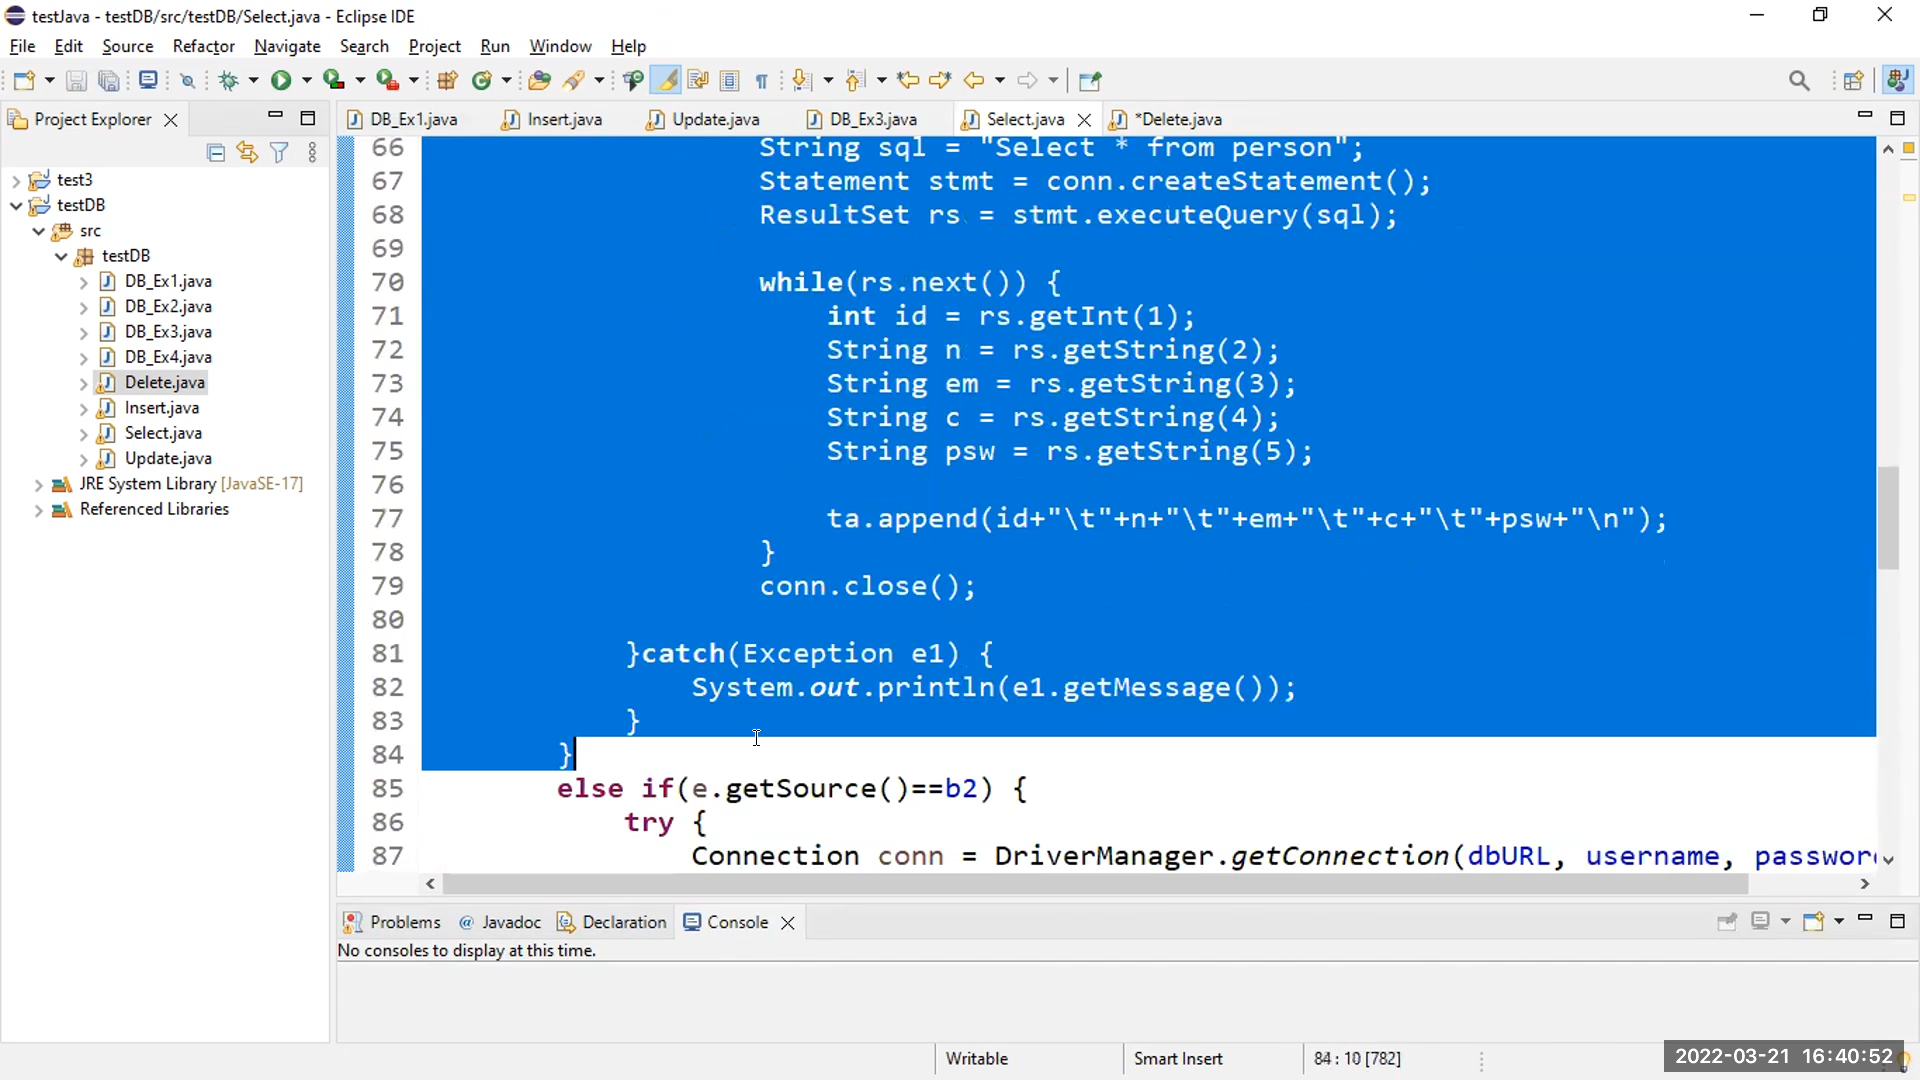 testJava - testDB/src/testDB/Select.java - Eclipse IDE
File Edit Source Refactor Navigate Search Project Run Window Help
Project Explorer
DB_Ex1.java Insert.java Update.java DB_Ex3.java Select.java *Delete.java
test3
testDB
src
testDB
DB_Ex1.java
DB_Ex2.java
DB_Ex3.java
DB_Ex4.java
Delete.java
Insert.java
Select.java
Update.java
JRE System Library [JavaSE-17]
Referenced Libraries
66 String sql = "Select * from person";
67 Statement stmt = conn.createStatement();
68 ResultSet rs = stmt.executeQuery(sql);
69
70 while(rs.next()) {
71 int id = rs.getInt(1);
72 String n = rs.getString(2);
73 String em = rs.getString(3);
74 String c = rs.getString(4);
75 String psw = rs.getString(5);
76
77 ta.append(id+"\t"+n+"\t"+em+"\t"+c+"\t"+psw+"\n");
78 }
79 conn.close();
80
81 }catch(Exception e1) {
82 System.out.println(e1.getMessage());
83 }
84 }
85 else if(e.getSource()==b2) {
86 try {
87 Connection conn = DriverManager.getConnection(dbURL, username, passwor
Problems @ Javadoc Declaration Console
No consoles to display at this time.
Writable Smart Insert 84 : 10 [782]
2022-03-21 16:40:52